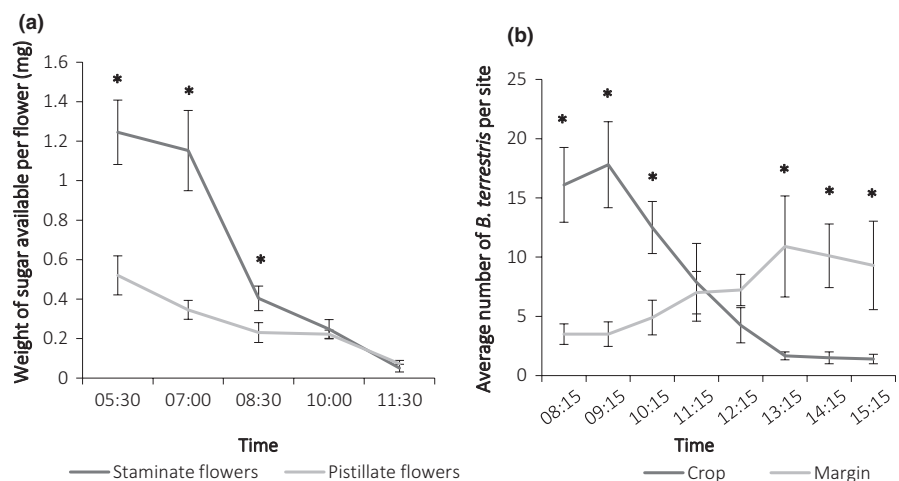 (a)
Weight of sugar available per flower (mg)
1.6
1.4
1.2
1
0.8
0.6
0.4
0.2
0
*
*
*
05:30 07:00 08:30 10:00 11:30
Time
Staminate flowers Pistillate flowers
(b)
Average number of B. terrestris per site
25
20
15
10
5
0
*
*
*
*
*
*
08:15 09:15 10:15 11:15 12:15 13:15 14:15 15:15
Time
Crop Margin